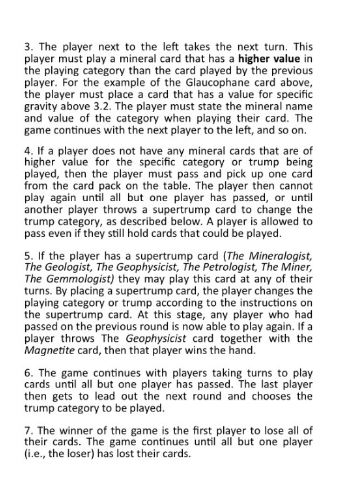 3. The player next to the left takes the next turn. This
player must play a mineral card that has a higher value in
the playing category than the card played by the previous
player. For the example of the Glaucophane card above,
the player must place a card that has a value for specific
gravity above 3.2. The player must state the mineral name
and value of the category when playing their card. The
game continues with the next player to the left, and so on.
4. If a player does not have any mineral cards that are of
higher value for the specific category or trump being
played, then the player must pass and pick up one card
from the card pack on the table. The player then cannot
play again until all but one player has passed, or until
another player throws a supertrump card to change the
trump category, as described below. A player is allowed to
pass even if they still hold cards that could be played.
5. If the player has a supertrump card (The Mineralogist,
The Geologist, The Geophysicist, The Petrologist, The Miner,
The Gemmologist) they may play this card at any of their
turns. By placing a supertrump card, the player changes the
playing category or trump according to the instructions on
the supertrump card. At this stage, any player who had
passed on the previous round is now able to play again. If a
player throws The Geophysicist card together with the
Magnetite card, then that player wins the hand.
6. The game continues with players taking turns to play
cards until all but one player has passed. The last player
then gets to lead out the next round and chooses the
trump category to be played.
7. The winner of the game is the first player to lose all of
their cards. The game continues until all but one player
(i.e., the loser) has lost their cards.